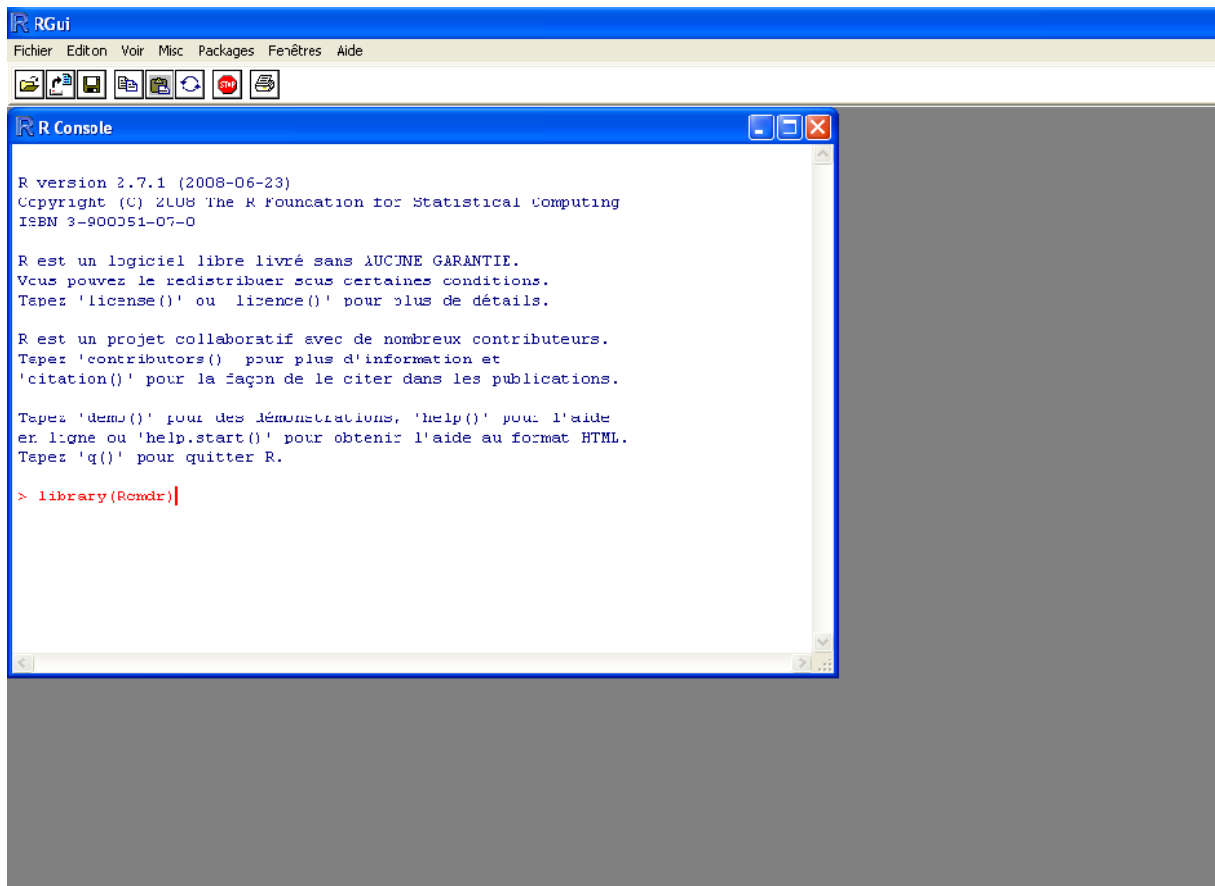 RGui
Fichier Editon Voir Misc Packages Fenêtres Aide
STOP
R Console
R version 2.7.1 (2008-06-23)
Copyright (C) 2008 The R Foundation for Statistical Computing
ISBN 3-900051-07-0
R est un logiciel libre livré sans AUCUNE GARANTIE.
Vous pouvez le redistribuer sous certaines conditions.
Tapez 'license()' ou 'licence()' pour plus de détails.
R est un projet collaboratif avec de nombreux contributeurs.
Tapez 'contributors()' pour plus d'information et
'citation()' pour la façon de le citer dans les publications.
Tapez 'demo()' pour des démonstrations, 'help()' pour l'aide
en ligne ou 'help.start()' pour obtenir l'aide au format HTML.
Tapez 'q()' pour quitter R.
> library(Rcmdr)